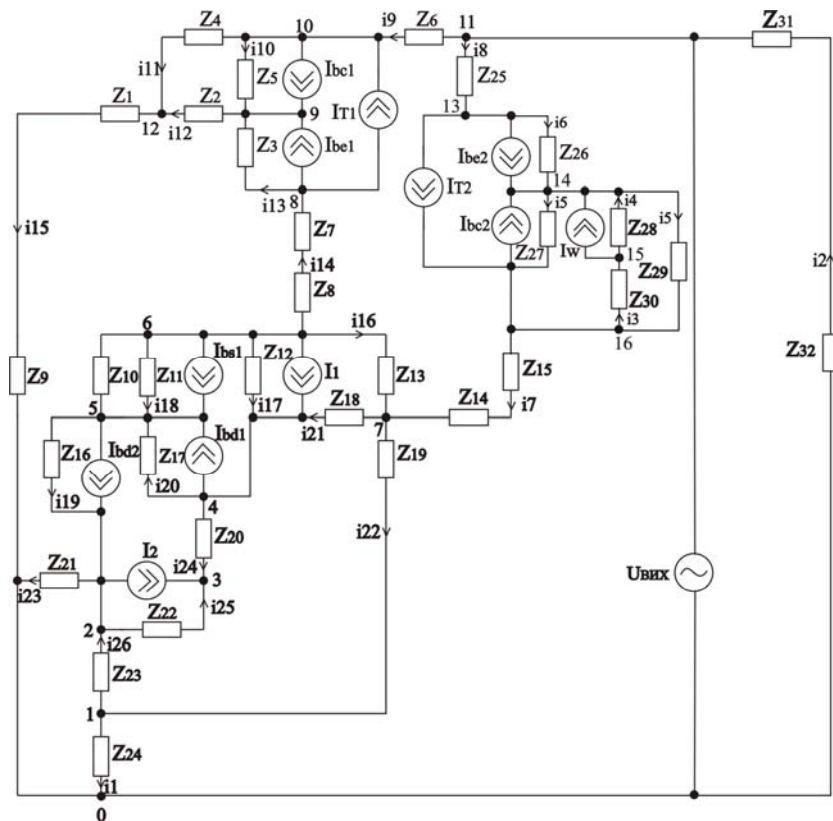 Z4 10 i9 Z6 11 Z31
i10 i8
i11 Z5 Ibc1 Z25
Z1 Z2 IT1 13
12 i12 9 i6
Z3 Ibe1 Ibe2 Z26
IT2 14
i13 8 i5 i4 i5
Ibc2 Z28
i15 Z7 Z27 Iw 15 Z29
i14 i2
Z8 Z30
i3
6 i16 16
Ibs1 Z12 Z32
Z9 Z10 Z11 I1 Z13 Z15
i18 i17 Z18 Z14 i7
5 i21 7
Ibd2 Z17 Ibd1 Z19
Z16
i20
i19 4
Z20 i22
Z21 I2 i24 3 Uвих
i23 i25
Z22
2 i26
Z23
1
Z24
i1
0